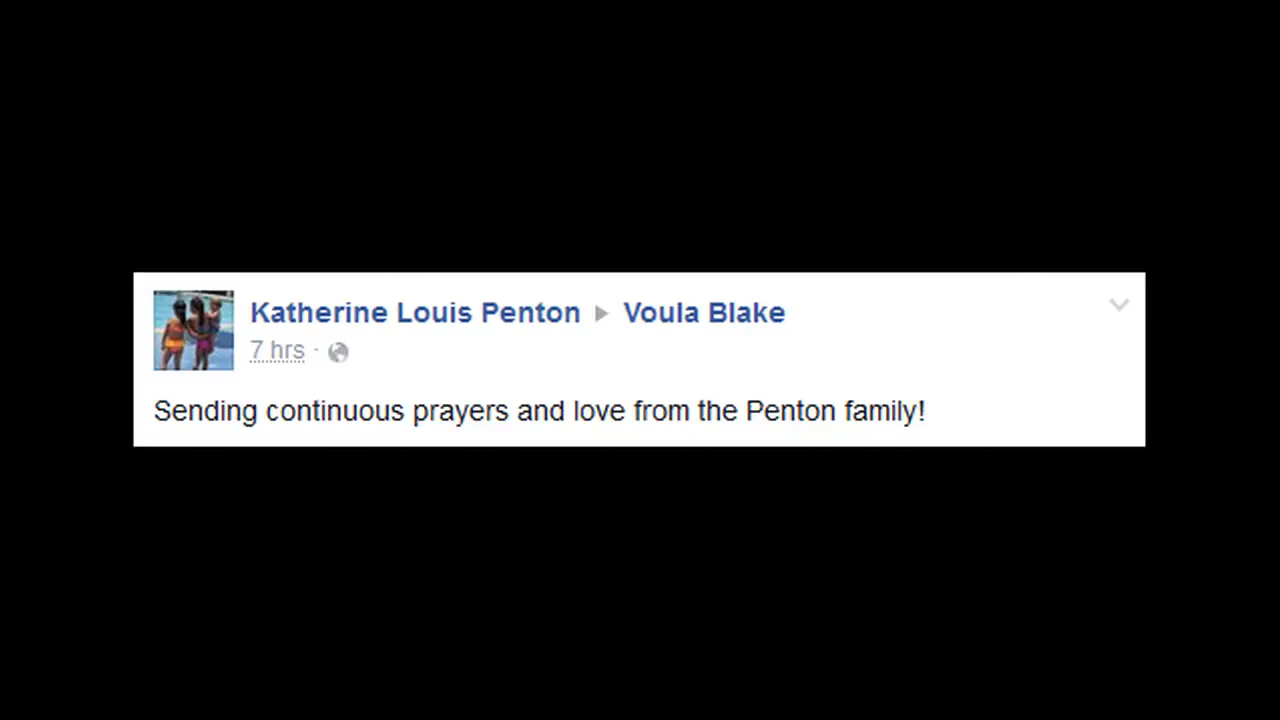 Katherine Louis Penton ▶ Voula Blake
7 hrs ·
Sending continuous prayers and love from the Penton family!